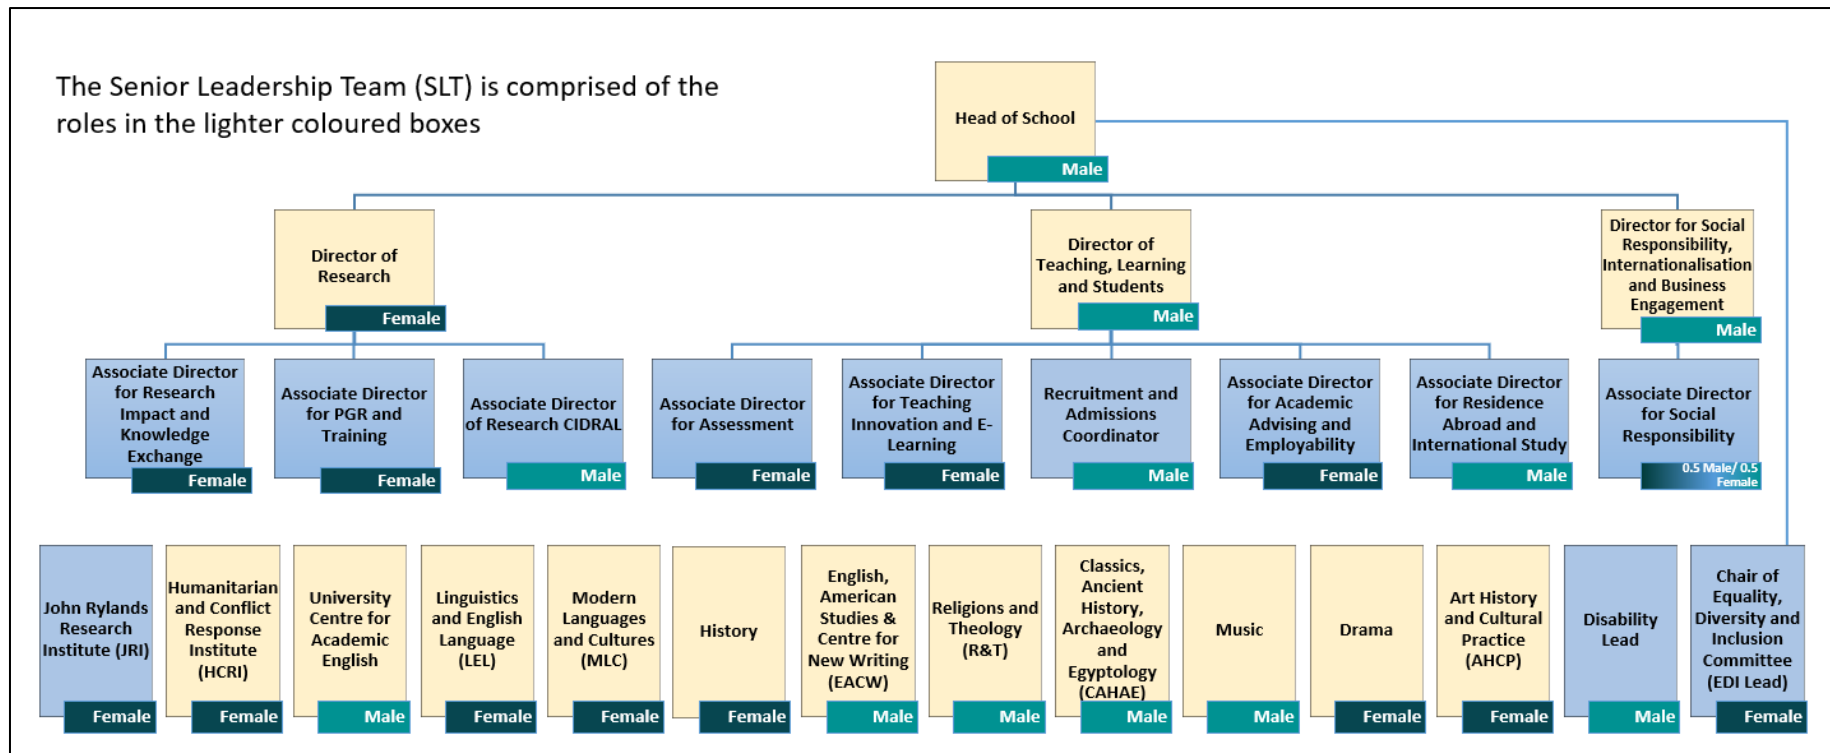 The Senior Leadership Team (SLT) is comprised of the
roles in the lighter coloured boxes
Head of School
Male
Director of
Research
Female
Director of
Teaching, Learning
and Students
Male
Director for Social
Responsibility,
Internationalisation
and Business
Engagement
Male
Associate Director
for Research
Impact and
Knowledge
Exchange
Female
Associate Director
for PGR and
Training
Female
Associate Director
of Research CIDRAL
Male
Associate Director
for Assessment
Female
Associate Director
for Teaching
Innovation and E-
Learning
Female
Recruitment and
Admissions
Coordinator
Male
Associate Director
for Academic
Advising and
Employability
Female
Associate Director
for Residence
Abroad and
International Study
Male
Associate Director
for Social
Responsibility
0.5 Male/ 0.5
Female
John Rylands
Research
Institute (JRI)
Female
Humanitarian
and Conflict
Response
Institute
(HCRI)
Female
University
Centre for
Academic
English
Male
Linguistics
and English
Language
(LEL)
Female
Modern
Languages
and Cultures
(MLC)
Female
History
Female
English,
American
Studies &
Centre for
New Writing
(EACW)
Male
Religions and
Theology
(R&T)
Male
Classics,
Ancient
History,
Archaeology
and
Egyptology
(CAHAE)
Male
Music
Male
Drama
Female
Art History
and Cultural
Practice
(AHCP)
Female
Disability
Lead
Male
Chair of
Equality,
Diversity and
Inclusion
Committee
(EDI Lead)
Female